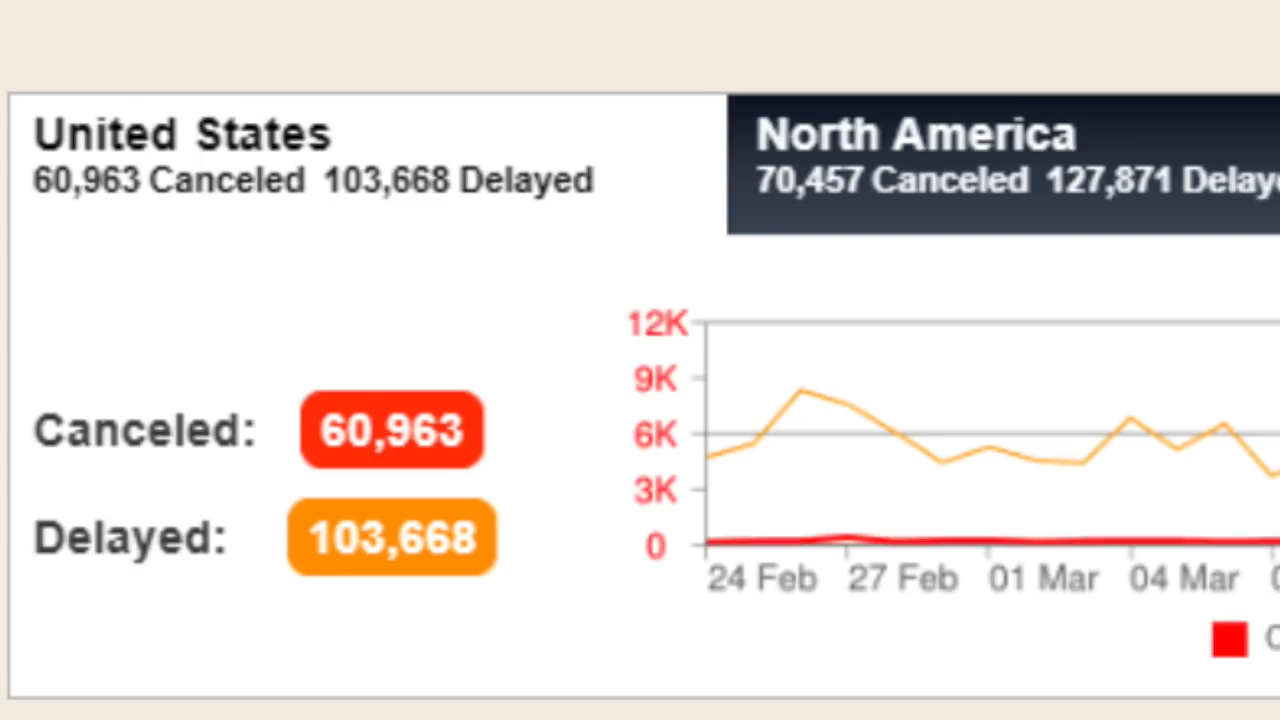 United States
60,963 Canceled 103,668 Delayed
North America
70,457 Canceled 127,871
Canceled: 60,963
Delayed: 103,668
12K
9K
6K
3K
0
24 Feb 27 Feb 01 Mar 04 Mar